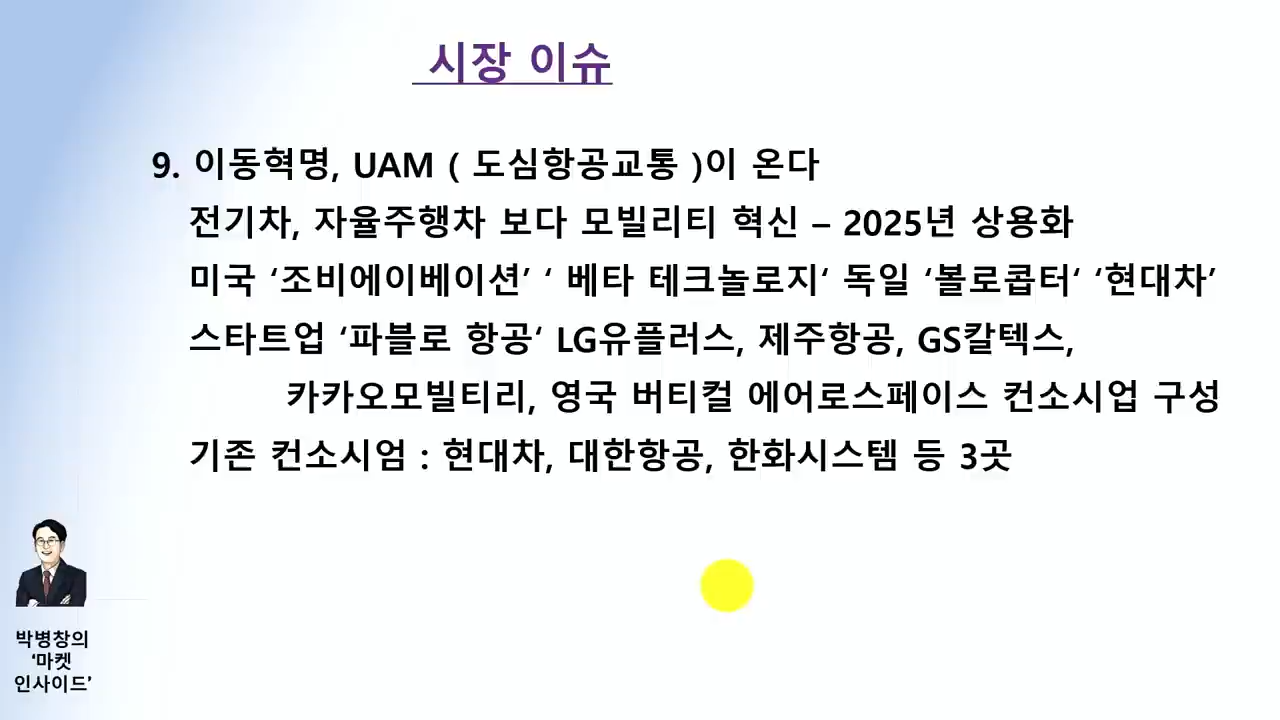 시장 이슈
9. 이동혁명, UAM ( 도심항공교통 )이 온다
전기차, 자율주행차 보다 모빌리티 혁신 – 2025년 상용화
미국 ‘조비에이베이션’ ‘ 베타 테크놀로지‘ 독일 ‘볼로콥터‘ ‘현대차’
스타트업 ‘파블로 항공‘ LG유플러스, 제주항공, GS칼텍스,
카카오모빌티리, 영국 버티컬 에어로스페이스 컨소시업 구성
기존 컨소시엄 : 현대차, 대한항공, 한화시스템 등 3곳
박병창의
‘마켓
인사이드’